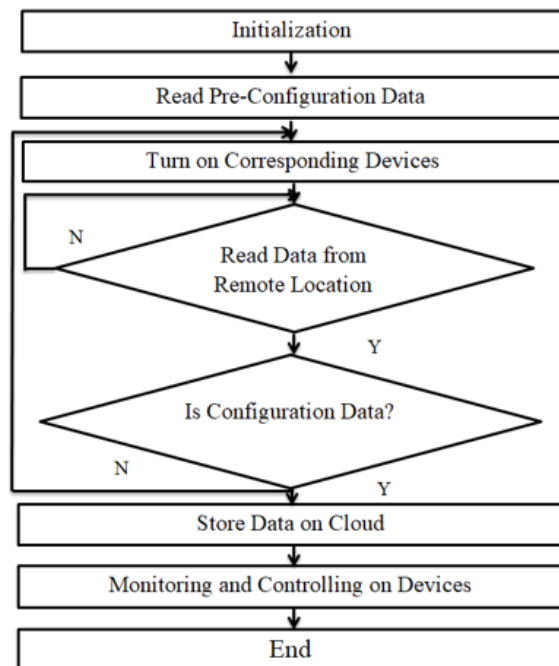 Initialization
Read Pre-Configuration Data
Turn on Corresponding Devices
N
Read Data from
Remote Location
Y
Is Configuration Data?
N
Y
Store Data on Cloud
Monitoring and Controlling on Devices
End